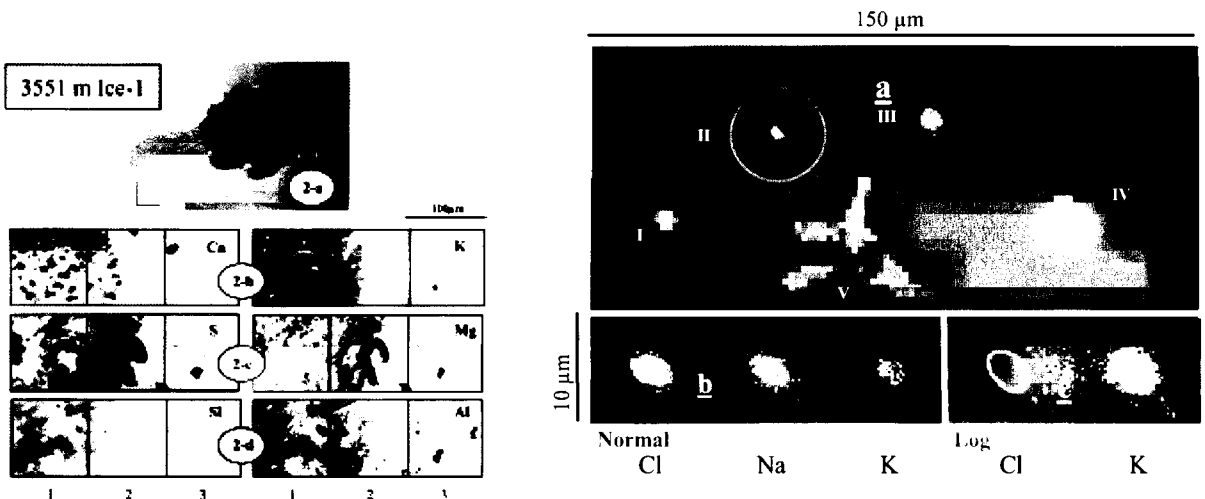 3551 m Ice-1
2-a
100µm
Ca
K
2-b
S
Mg
2-c
Si
Al
2-d
1 2 3 1 2 3
150 µm
a
III
II
IV
I
V
10 µm
b
c
Normal
Log
Cl Na K Cl K